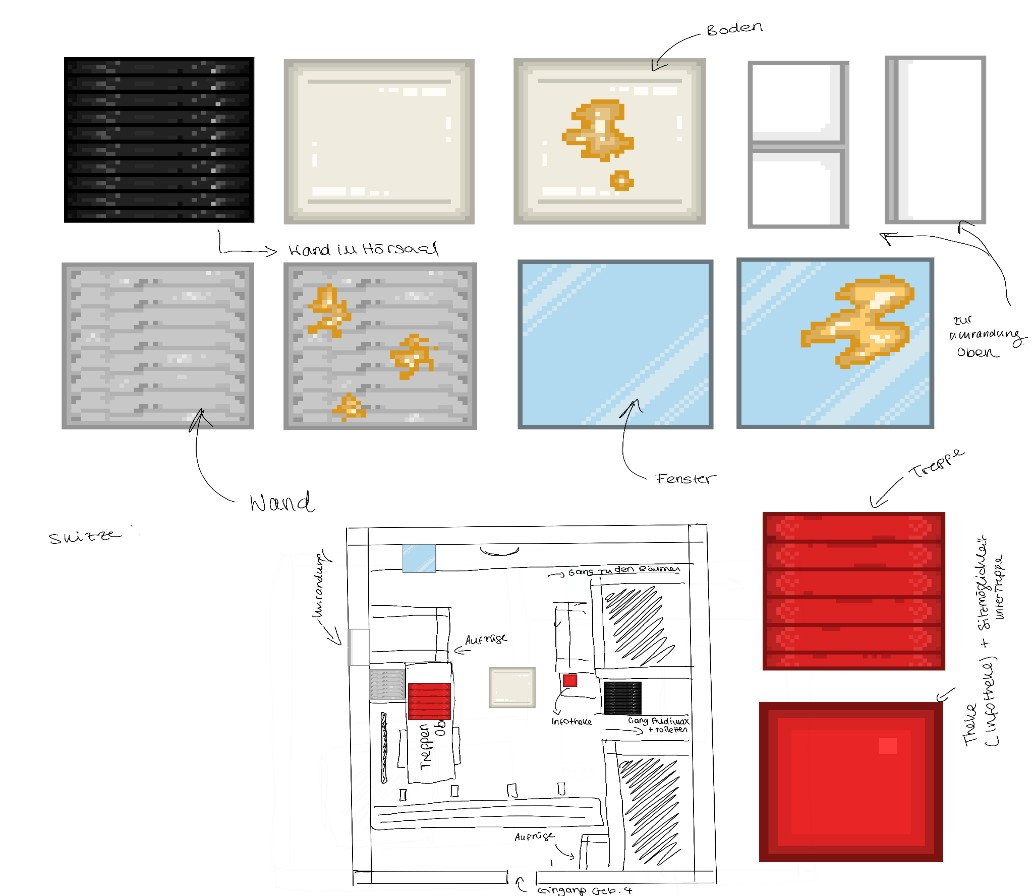 Boden
Wand im Hörsaal
zur
umrandung
oben
Wand
Fenster
Treppe
Skizze
Umrandung
Gang zu den Räumen
Aufzüge
Infotheke
Gang Audimax
+ toiletten
Treppen
Ob
Aufzüge
Eingang Geb. 4
Theke
(Infotheke) + Sitzmöglichkeit
unter Treppe